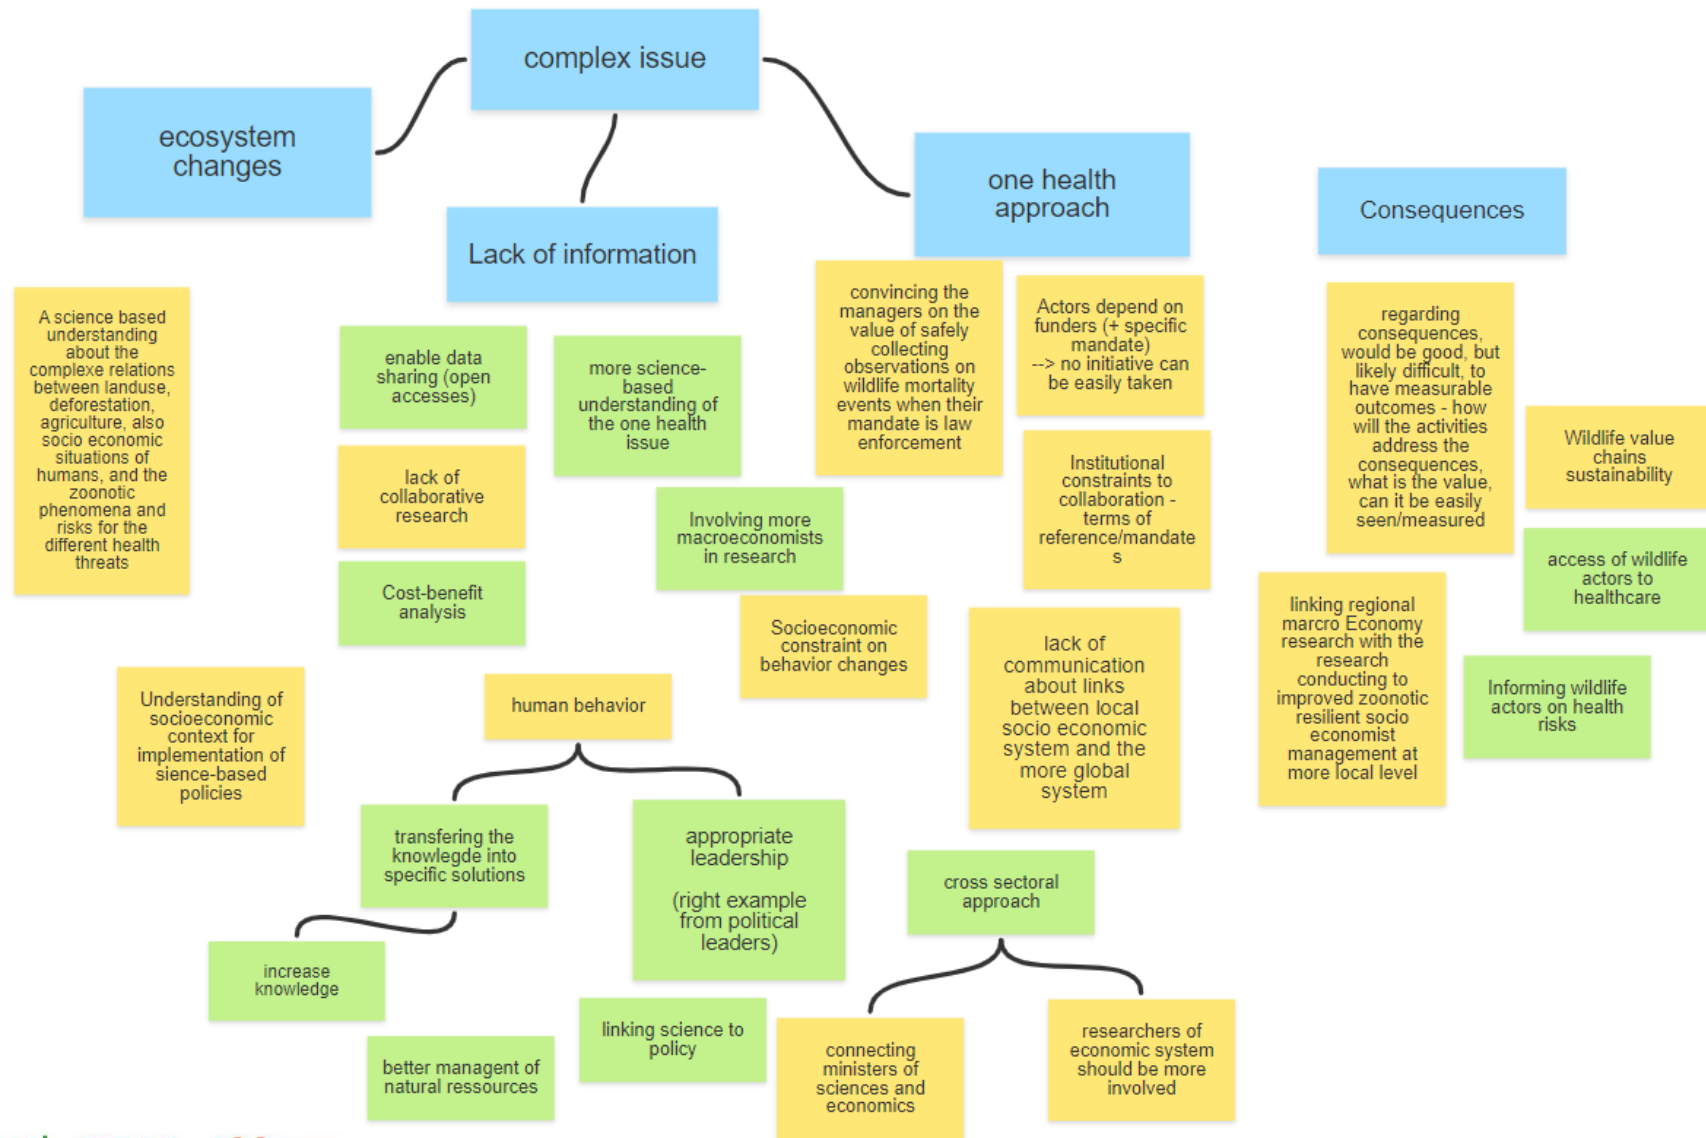 complex issue
ecosystem
changes
one health
approach
Consequences
Lack of information
A science based
understanding
about the
complexe relations
between landuse,
deforestation,
agriculture, also
socio economic
situations of
humans, and the
zoonotic
phenomena and
risks for the
different health
threats
enable data
sharing (open
accesses)
more science-
based
understanding of
the one health
issue
convincing the
managers on the
value of safely
collecting
observations on
wildlife mortality
events when their
mandate is law
enforcement
Actors depend on
funders (+ specific
mandate)
--> no initiative can
be easily taken
regarding
consequences,
would be good, but
likely difficult, to
have measurable
outcomes - how
will the activities
address the
consequences,
what is the value,
can it be easily
seen/measured
Wildlife value
chains
sustainability
lack of
collaborative
research
Involving more
macroeconomists
in research
Institutional
constraints to
collaboration -
terms of
reference/mandate
s
access of wildlife
actors to
healthcare
Cost-benefit
analysis
Socioeconomic
constraint on
behavior changes
lack of
communication
about links
between local
socio economic
system and the
more global
system
linking regional
marcro Economy
research with the
research
conducting to
improved zoonotic
resilient socio
economist
management at
more local level
Informing wildlife
actors on health
risks
Understanding of
socioeconomic
context for
implementation of
sience-based
policies
human behavior
transfering the
knowlegde into
specific solutions
appropriate
leadership
(right example
from political
leaders)
cross sectoral
approach
increase
knowledge
better managent of
natural ressources
linking science to
policy
connecting
ministers of
sciences and
economics
researchers of
economic system
should be more
involved